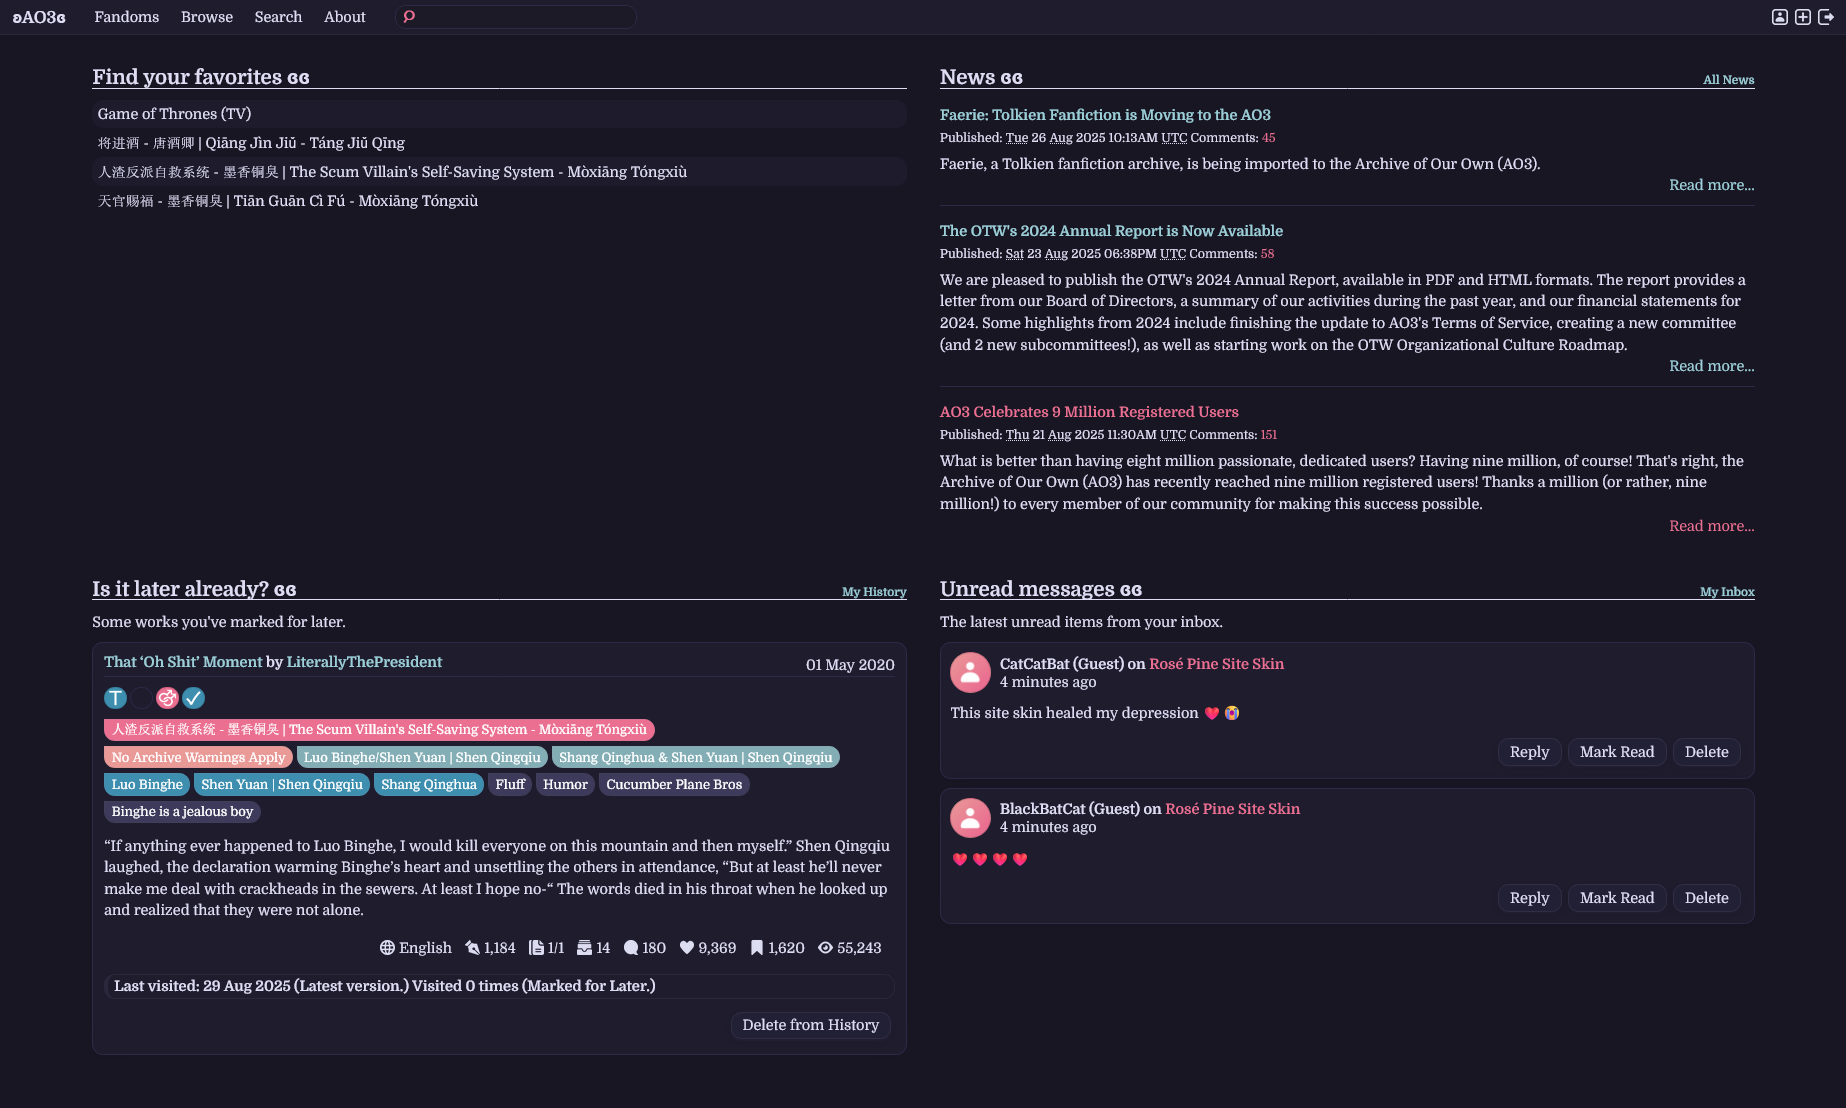 ʚAO3ɞ Fandoms Browse Search About
Find your favorites ɞɞ
Game of Thrones (TV)
将进酒 - 唐酒卿 | Qiāng Jìn Jiǔ - Táng Jiǔ Qīng
人渣反派自救系统 - 墨香铜臭 | The Scum Villain's Self-Saving System - Mòxiāng Tóngxiù
天官赐福 - 墨香铜臭 | Tiān Guān Cì Fú - Mòxiāng Tóngxiù
News ɞɞ All News
Faerie: Tolkien Fanfiction is Moving to the AO3
Published: Tue 26 Aug 2025 10:13AM UTC Comments: 45
Faerie, a Tolkien fanfiction archive, is being imported to the Archive of Our Own (AO3).
Read more...
The OTW's 2024 Annual Report is Now Available
Published: Sat 23 Aug 2025 06:38PM UTC Comments: 58
We are pleased to publish the OTW's 2024 Annual Report, available in PDF and HTML formats. The report provides a
letter from our Board of Directors, a summary of our activities during the past year, and our financial statements for
2024. Some highlights from 2024 include finishing the update to AO3's Terms of Service, creating a new committee
(and 2 new subcommittees!), as well as starting work on the OTW Organizational Culture Roadmap.
Read more...
AO3 Celebrates 9 Million Registered Users
Published: Thu 21 Aug 2025 11:30AM UTC Comments: 151
What is better than having eight million passionate, dedicated users? Having nine million, of course! That's right, the
Archive of Our Own (AO3) has recently reached nine million registered users! Thanks a million (or rather, nine
million!) to every member of our community for making this success possible.
Read more...
Is it later already? ɞɞ My History
Some works you've marked for later.
That ‘Oh Shit’ Moment by LiterallyThePresident 01 May 2020
T
人渣反派自救系统 - 墨香铜臭 | The Scum Villain's Self-Saving System - Mòxiāng Tóngxiù
No Archive Warnings Apply Luo Binghe/Shen Yuan | Shen Qingqiu Shang Qinghua & Shen Yuan | Shen Qingqiu
Luo Binghe Shen Yuan | Shen Qingqiu Shang Qinghua Fluff Humor Cucumber Plane Bros
Binghe is a jealous boy
“If anything ever happened to Luo Binghe, I would kill everyone on this mountain and then myself.” Shen Qingqiu
laughed, the declaration warming Binghe’s heart and unsettling the others in attendance, “But at least he’ll never
make me deal with crackheads in the sewers. At least I hope no-“ The words died in his throat when he looked up
and realized that they were not alone.
English 1,184 1/1 14 180 9,369 1,620 55,243
Last visited: 29 Aug 2025 (Latest version.) Visited 0 times (Marked for Later.)
Delete from History
Unread messages ɞɞ My Inbox
The latest unread items from your inbox.
CatCatBat (Guest) on Rosé Pine Site Skin
4 minutes ago
This site skin healed my depression ❤️ 😭
Reply Mark Read Delete
BlackBatCat (Guest) on Rosé Pine Site Skin
4 minutes ago
❤️ ❤️ ❤️ ❤️
Reply Mark Read Delete